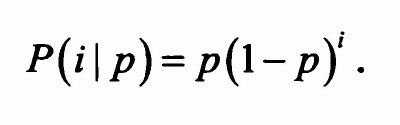 P(i | p) = p(1 − p)^i .